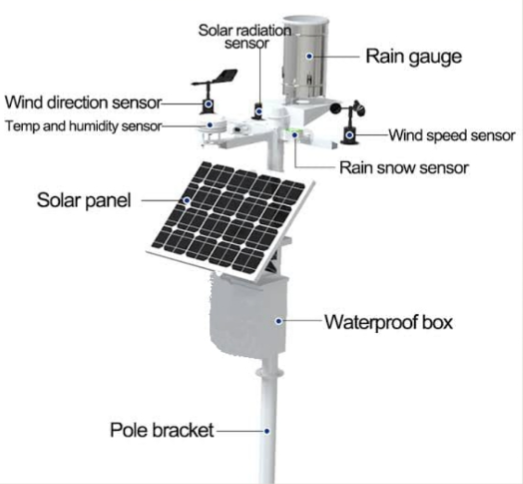 Solar radiation
sensor
Rain gauge
Wind direction sensor
Temp and humidity sensor
Wind speed sensor
Rain snow sensor
Solar panel
Waterproof box
Pole bracket